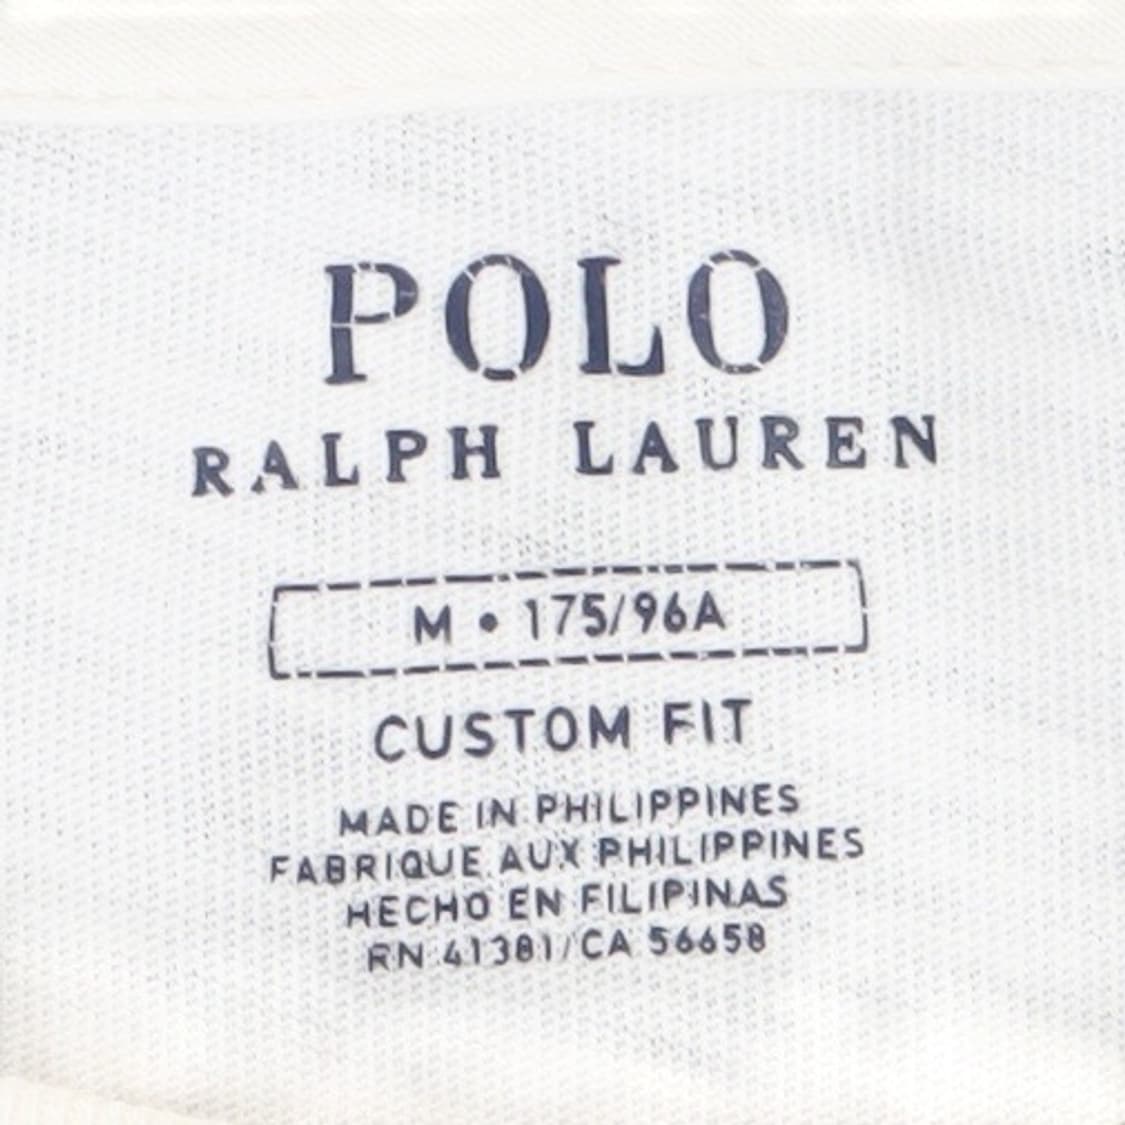 POLO
RALPH LAUREN
M • 175/96A
CUSTOM FIT
MADE IN PHILIPPINES
FABRIQUE AUX PHILIPPINES
HECHO EN FILIPINAS
RN 41381/CA 56658